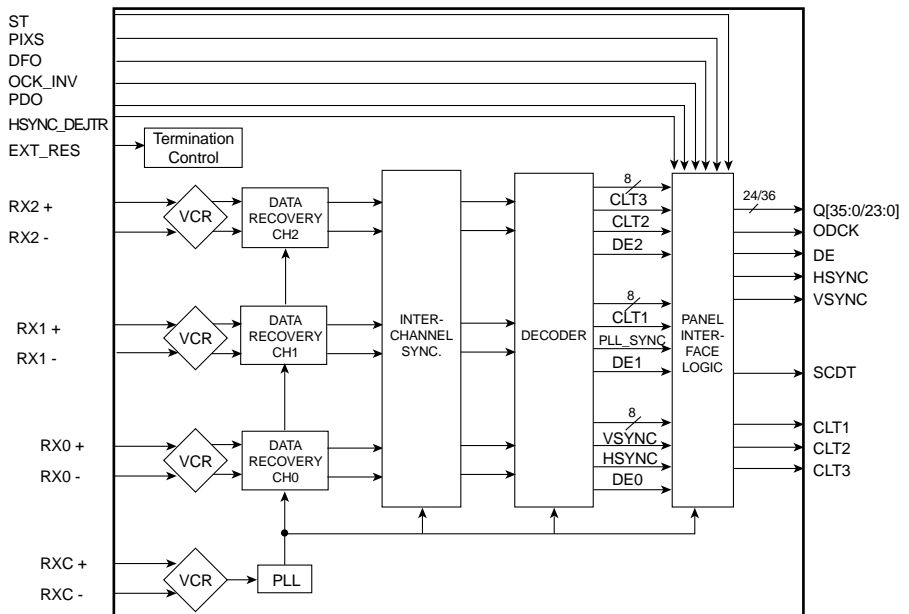 ST
PIXS
DFO
OCK_INV
PDO
HSYNC_DEJTR
EXT_RES
Termination
Control
RX2 +
RX2 -
VCR
DATA
RECOVERY
CH2
RX1 +
RX1 -
VCR
DATA
RECOVERY
CH1
RX0 +
RX0 -
VCR
DATA
RECOVERY
CH0
RXC +
RXC -
VCR
PLL
INTER-
CHANNEL
SYNC.
DECODER
8
CLT3
CLT2
DE2
8
CLT1
PLL_SYNC
DE1
8
VSYNC
HSYNC
DE0
PANEL
INTER-
FACE
LOGIC
24/36
Q[35:0/23:0]
ODCK
DE
HSYNC
VSYNC
SCDT
CLT1
CLT2
CLT3